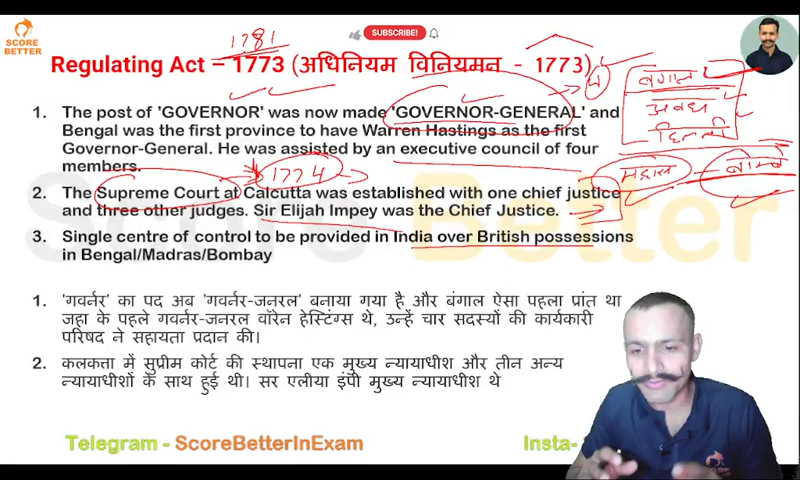 SCORE
BETTER
SUBSCRIBE
1781
Regulating Act – 1773 (अधिनियम विनियमन - 1773)
बंगाल
अवध
दिल्ली
1. The post of 'GOVERNOR' was now made 'GOVERNOR-GENERAL' and
Bengal was the first province to have Warren Hastings as the first
Governor-General. He was assisted by an executive council of four
members.
1774
मद्रास – बॉम्बे
2. The Supreme Court at Calcutta was established with one chief justice
and three other judges. Sir Elijah Impey was the Chief Justice.
3. Single centre of control to be provided in India over British possessions
in Bengal/Madras/Bombay
1. 'गवर्नर' का पद अब 'गवर्नर-जनरल' बनाया गया है और बंगाल ऐसा पहला प्रांत था
जहा के पहले गवर्नर-जनरल वॉरेन हेस्टिंग्स थे, उन्हें चार सदस्यों की कार्यकारी
परिषद ने सहायता प्रदान की।
2. कलकत्ता में सुप्रीम कोर्ट की स्थापना एक मुख्य न्यायाधीश और तीन अन्य
न्यायाधीशों के साथ हुई थी। सर एलीया इंपी मुख्य न्यायाधीश थे
Telegram - ScoreBetterInExam
Insta-